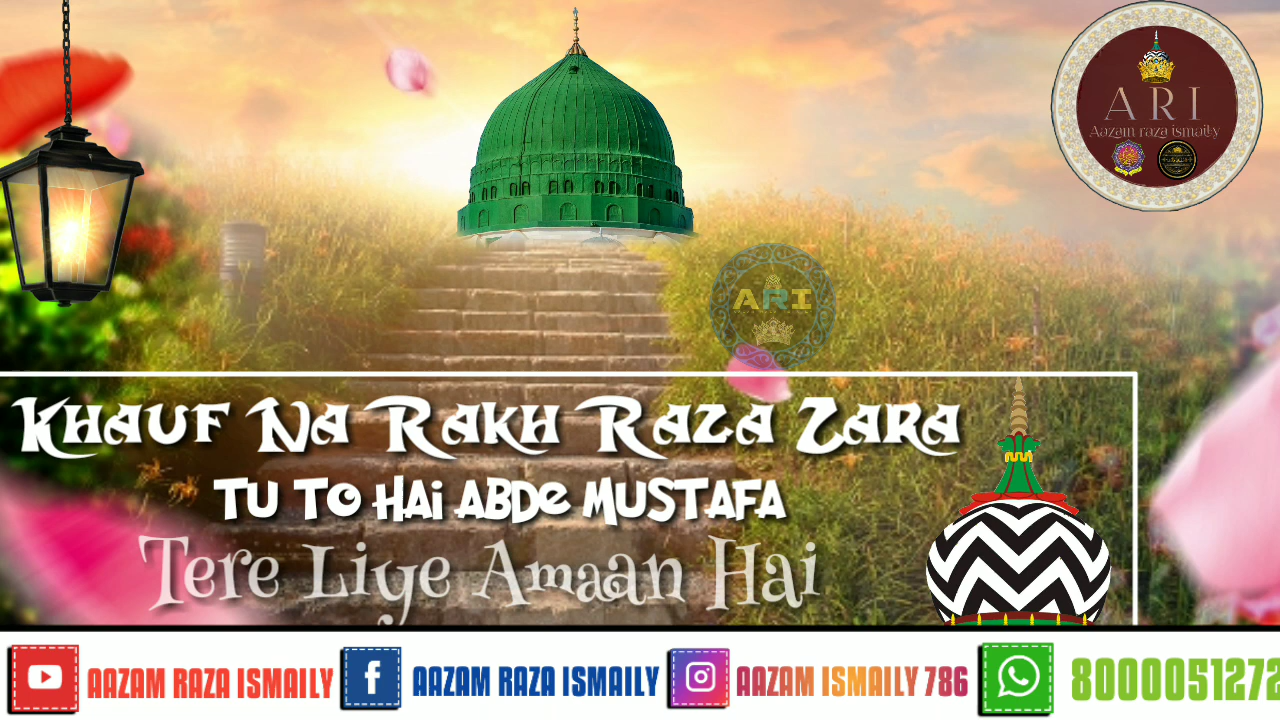 ARI
Aazam raza ismaily
ARI
Khauf Na Rakh Raza Zara
Tu To Hai Abde Mustafa
Tere Liye Amaan Hai
AAZAM RAZA ISMAILY
AAZAM RAZA ISMAILY
AAZAM ISMAILY 786
8000051272